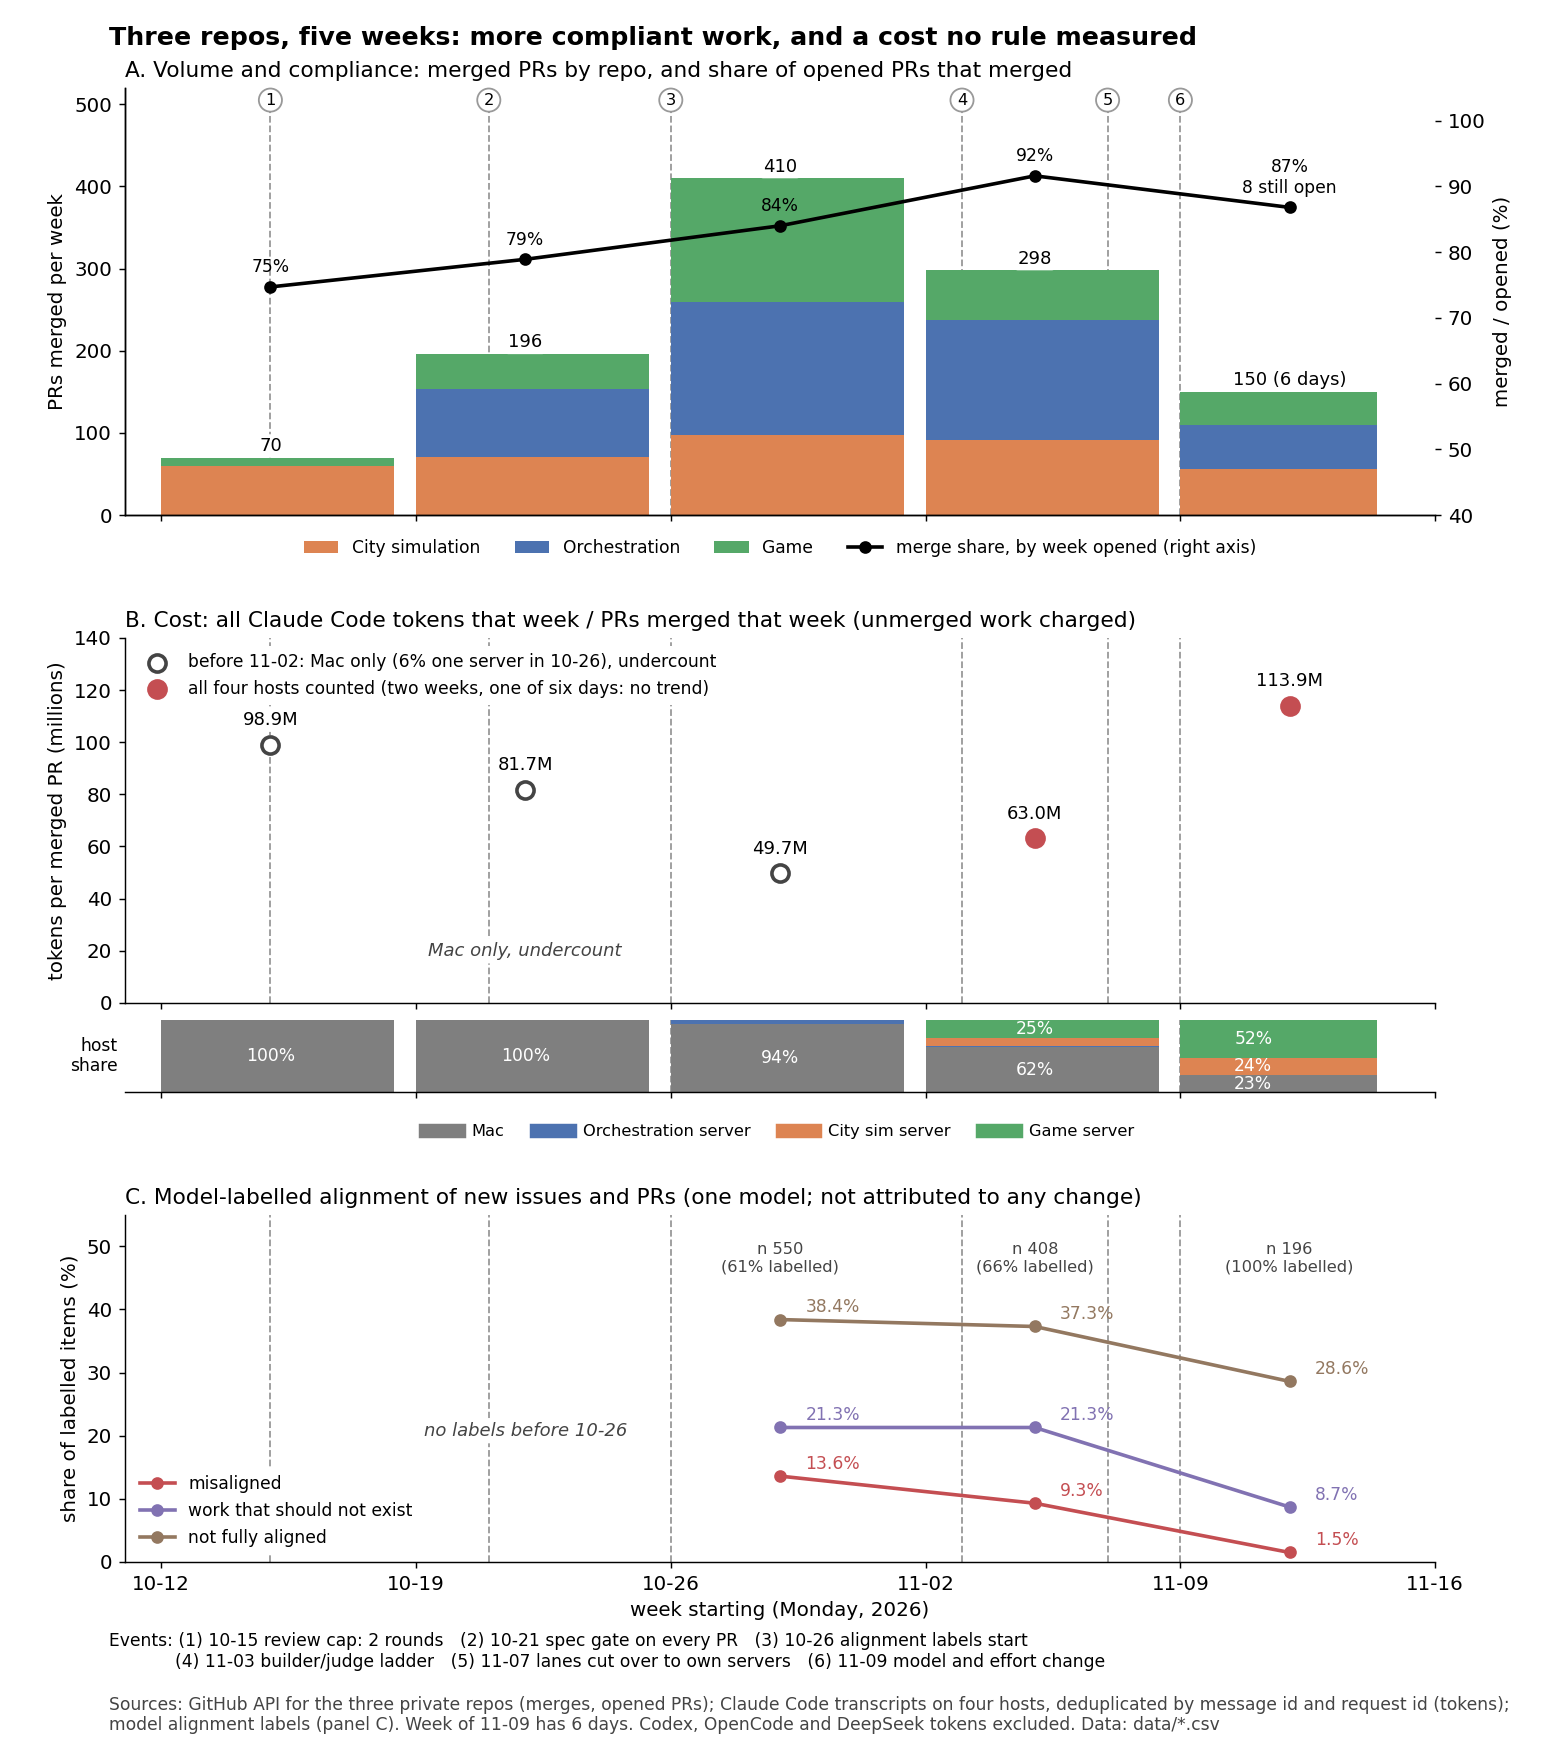 Three repos, five weeks: more compliant work, and a cost no rule measured
A. Volume and compliance: merged PRs by repo, and share of opened PRs that merged
1 2 3 4 5 6
500
400
300
200
100
0
PRs merged per week
100
90
80
70
60
50
40
merged / opened (%)
75%
79%
84%
92%
87%
8 still open
70
196
410
298
150 (6 days)
City simulation Orchestration Game merge share, by week opened (right axis)
B. Cost: all Claude Code tokens that week / PRs merged that week (unmerged work charged)
140
120
100
80
60
40
20
0
tokens per merged PR (millions)
before 11-02: Mac only (6% one server in 10-26), undercount
all four hosts counted (two weeks, one of six days: no trend)
98.9M
81.7M
49.7M
63.0M
113.9M
Mac only, undercount
host
share
100%
100%
94%
25%
62%
52%
24%
23%
Mac Orchestration server City sim server Game server
C. Model-labelled alignment of new issues and PRs (one model; not attributed to any change)
50
40
30
20
10
0
share of labelled items (%)
n 550
(61% labelled)
n 408
(66% labelled)
n 196
(100% labelled)
38.4%
37.3%
28.6%
21.3%
21.3%
8.7%
13.6%
9.3%
1.5%
no labels before 10-26
misaligned
work that should not exist
not fully aligned
10-12 10-19 10-26 11-02 11-09 11-16
week starting (Monday, 2026)
Events: (1) 10-15 review cap: 2 rounds (2) 10-21 spec gate on every PR (3) 10-26 alignment labels start
(4) 11-03 builder/judge ladder (5) 11-07 lanes cut over to own servers (6) 11-09 model and effort change
Sources: GitHub API for the three private repos (merges, opened PRs); Claude Code transcripts on four hosts, deduplicated by message id and request id (tokens);
model alignment labels (panel C). Week of 11-09 has 6 days. Codex, OpenCode and DeepSeek tokens excluded. Data: data/*.csv